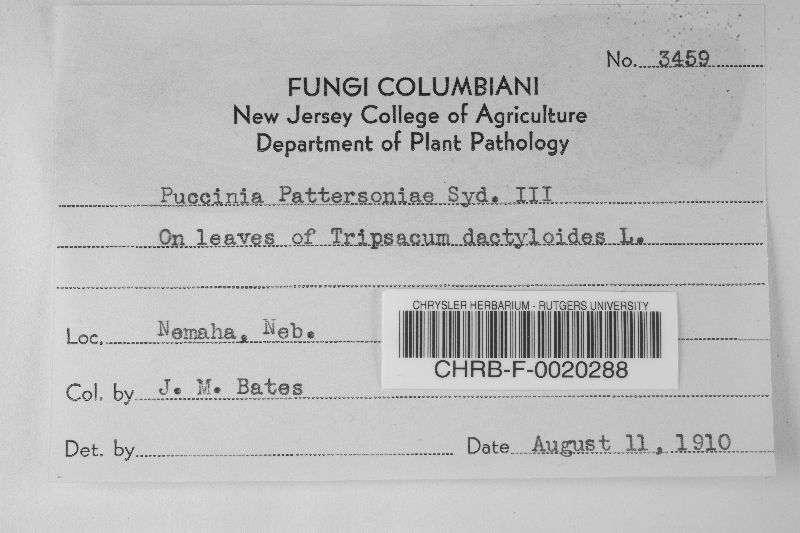 No. 3459
FUNGI COLUMBIANI
New Jersey College of Agriculture
Department of Plant Pathology
Puccinia Pattersoniae Syd. III
On leaves of Tripsacum dactyloides L.
CHRYSLER HERBARIUM - RUTGERS UNIVERSITY
CHRB-F-0020288
Loc. Nemaha, Neb.
Col. by J. M. Bates
Det. by
Date August 11, 1910